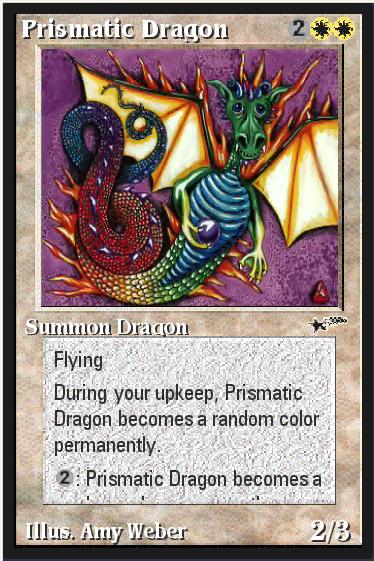 Prismatic Dragon 2
Summon Dragon
Flying
During your upkeep, Prismatic
Dragon becomes a random color
permanently.
2: Prismatic Dragon becomes a
Illus. Amy Weber 2/3